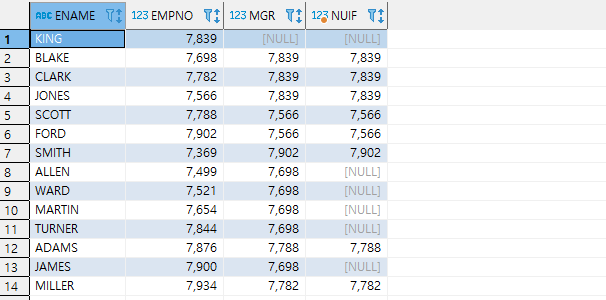 ABC ENAME 123 EMPNO 123 MGR 123 NUIF
1 KING 7,839 [NULL] [NULL]
2 BLAKE 7,698 7,839 7,839
3 CLARK 7,782 7,839 7,839
4 JONES 7,566 7,839 7,839
5 SCOTT 7,788 7,566 7,566
6 FORD 7,902 7,566 7,566
7 SMITH 7,369 7,902 7,902
8 ALLEN 7,499 7,698 [NULL]
9 WARD 7,521 7,698 [NULL]
10 MARTIN 7,654 7,698 [NULL]
11 TURNER 7,844 7,698 [NULL]
12 ADAMS 7,876 7,788 7,788
13 JAMES 7,900 7,698 [NULL]
14 MILLER 7,934 7,782 7,782